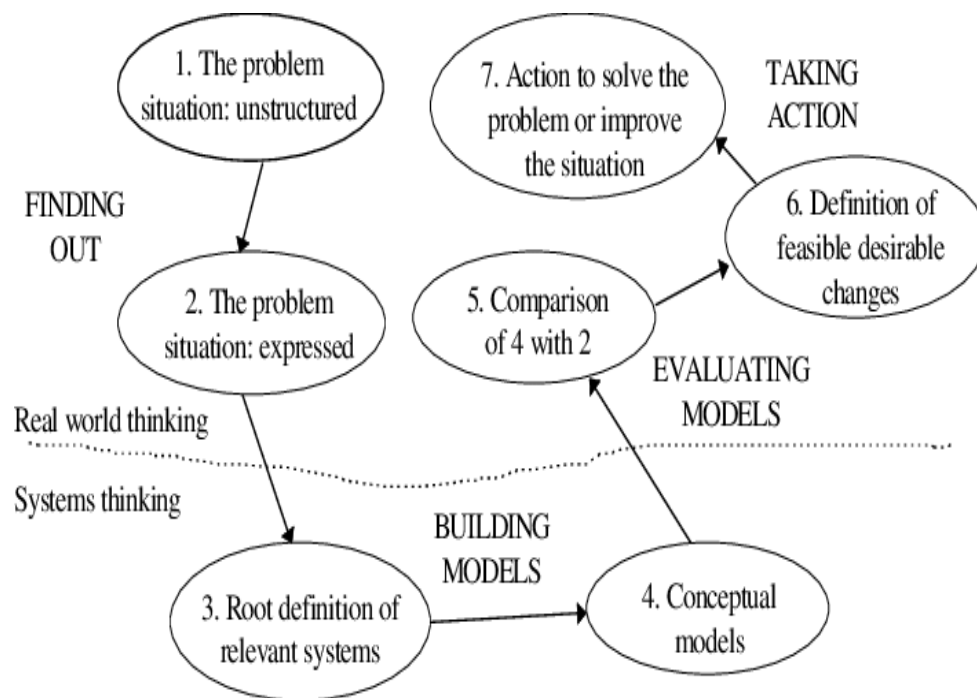 1. The problem
situation: unstructured
FINDING
OUT
2. The problem
situation: expressed
Real world thinking
Systems thinking
3. Root definition of
relevant systems
BUILDING
MODELS
4. Conceptual
models
EVALUATING
MODELS
5. Comparison
of 4 with 2
6. Definition of
feasible desirable
changes
TAKING
ACTION
7. Action to solve the
problem or improve
the situation